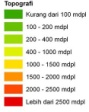 Topografi
Kurang dari 100 mdpl
100 - 200 mdpl
200 - 400 mdpl
400 - 1000 mdpl
1000 - 1500 mdpl
1500 - 2000 mdpl
2000 - 2500 mdpl
Lebih dari 2500 mdpl